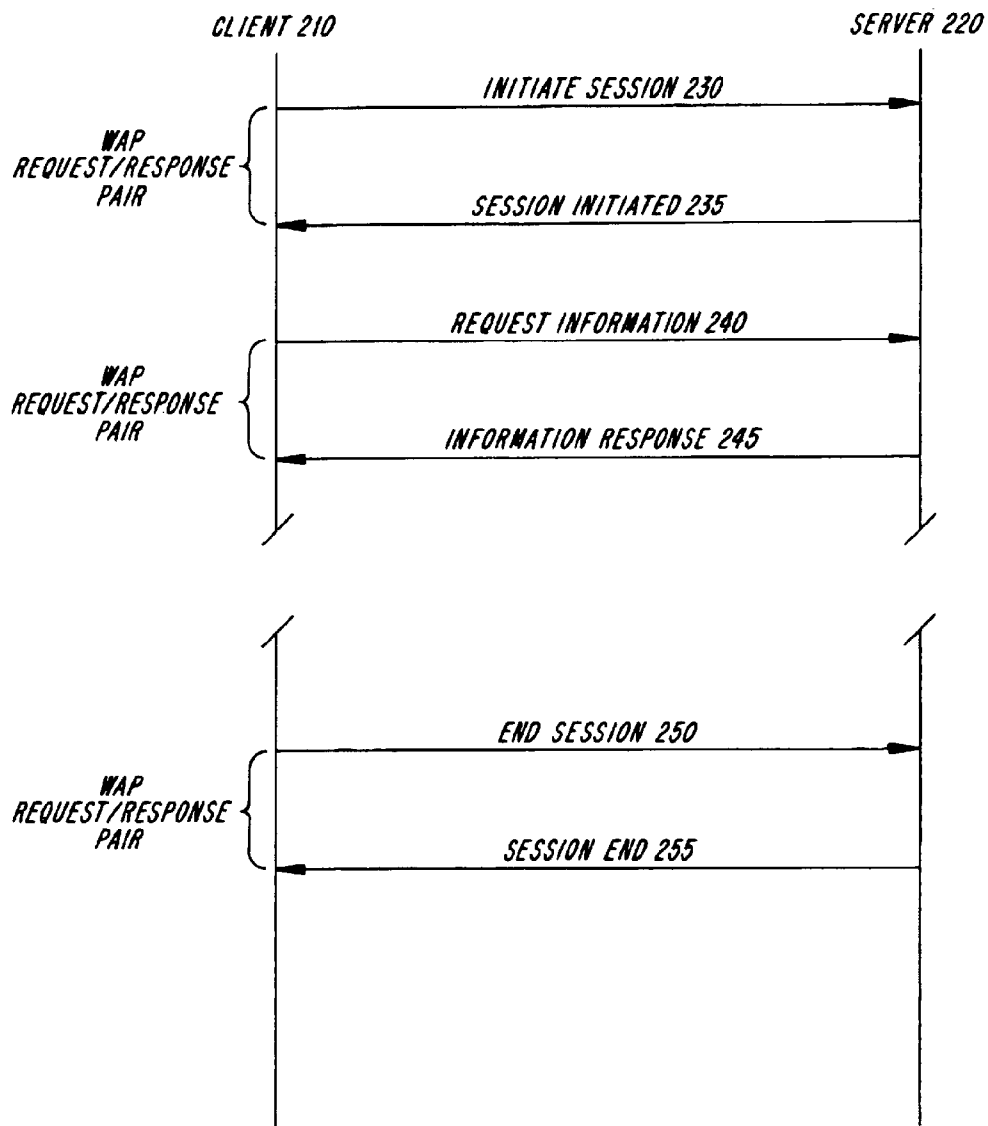 CLIENT 210
SERVER 220
INITIATE SESSION 230
WAP
REQUEST/RESPONSE
PAIR
SESSION INITIATED 235
REQUEST INFORMATION 240
WAP
REQUEST/RESPONSE
PAIR
INFORMATION RESPONSE 245
END SESSION 250
WAP
REQUEST/RESPONSE
PAIR
SESSION END 255